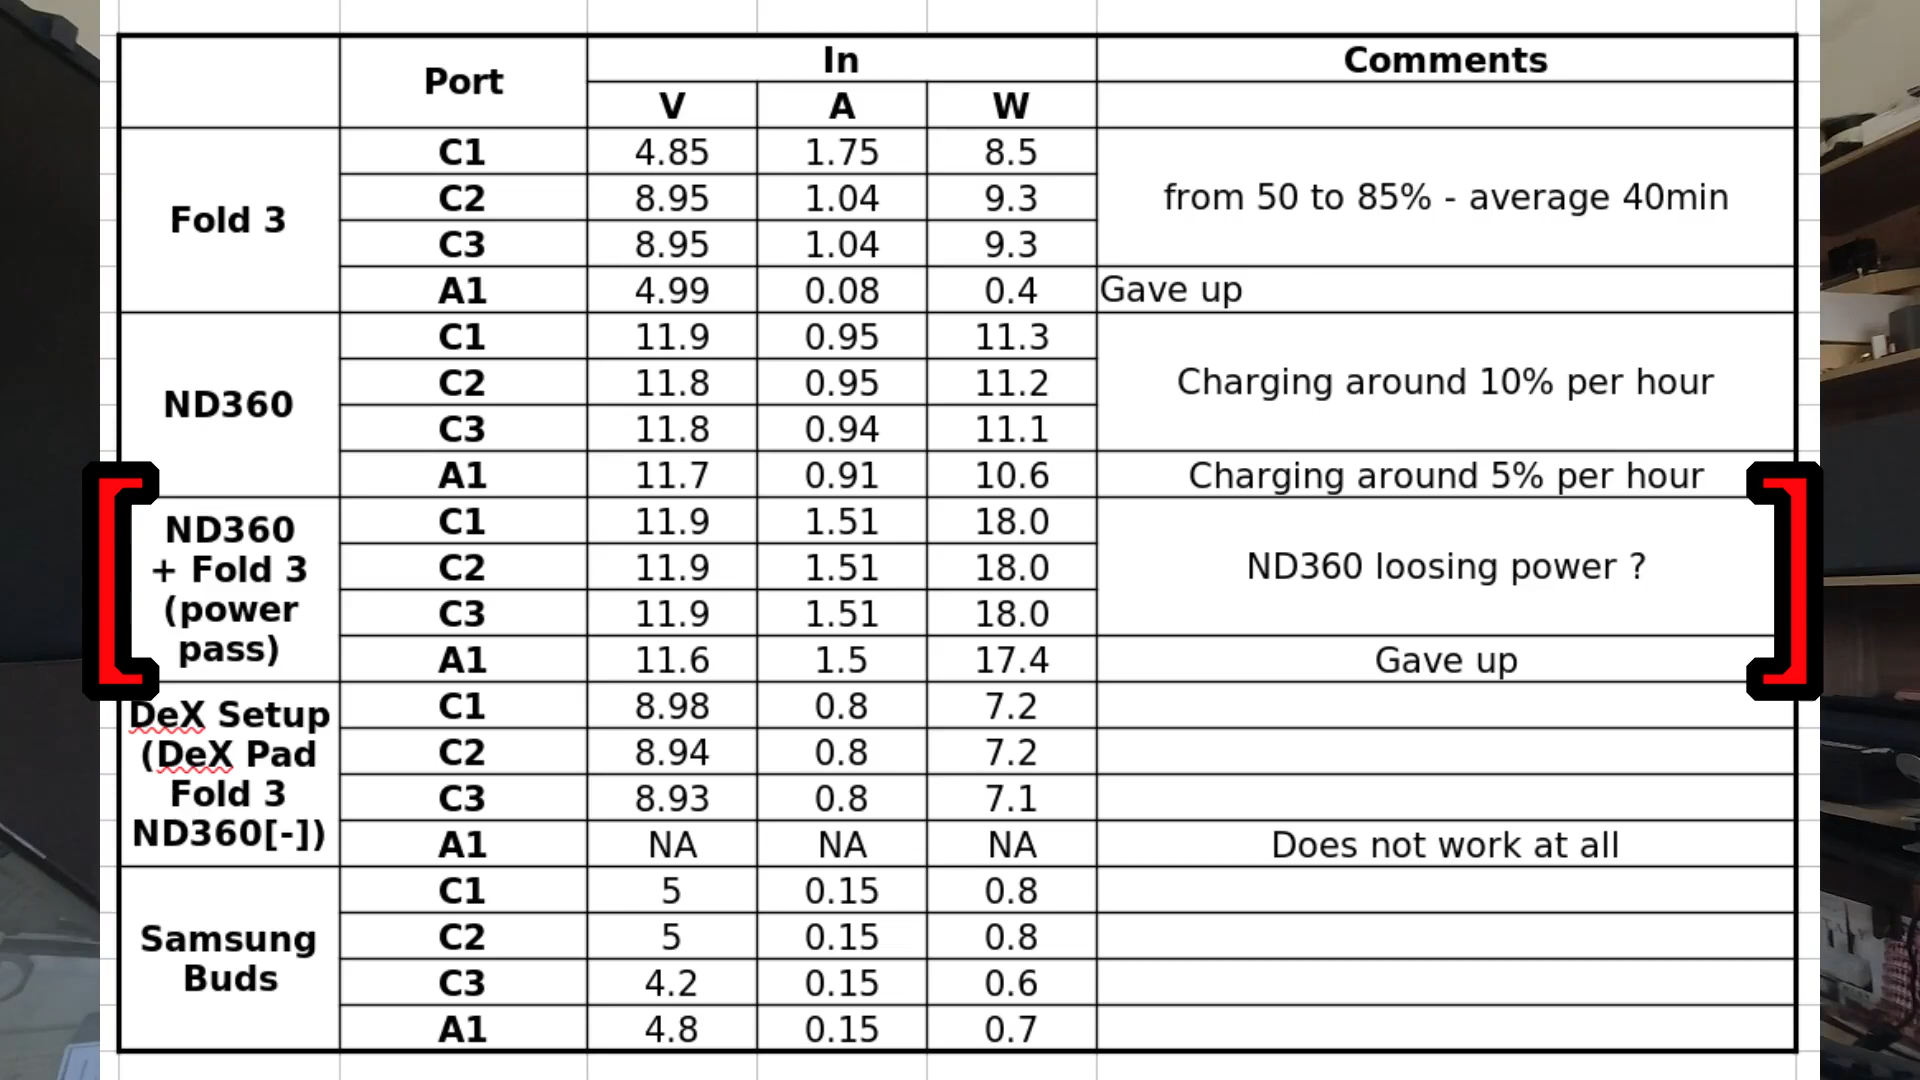 Port In Comments
V A W
Fold 3
C1 4.85 1.75 8.5
from 50 to 85% - average 40min
C2 8.95 1.04 9.3
C3 8.95 1.04 9.3
A1 4.99 0.08 0.4 Gave up
ND360
C1 11.9 0.95 11.3
Charging around 10% per hour
C2 11.8 0.95 11.2
C3 11.8 0.94 11.1
A1 11.7 0.91 10.6 Charging around 5% per hour
ND360
+ Fold 3
(power
pass)
C1 11.9 1.51 18.0
ND360 loosing power ?
C2 11.9 1.51 18.0
C3 11.9 1.51 18.0
A1 11.6 1.5 17.4 Gave up
DeX Setup
(DeX Pad
Fold 3
ND360[-])
C1 8.98 0.8 7.2
C2 8.94 0.8 7.2
C3 8.93 0.8 7.1
A1 NA NA NA Does not work at all
Samsung
Buds
C1 5 0.15 0.8
C2 5 0.15 0.8
C3 4.2 0.15 0.6
A1 4.8 0.15 0.7